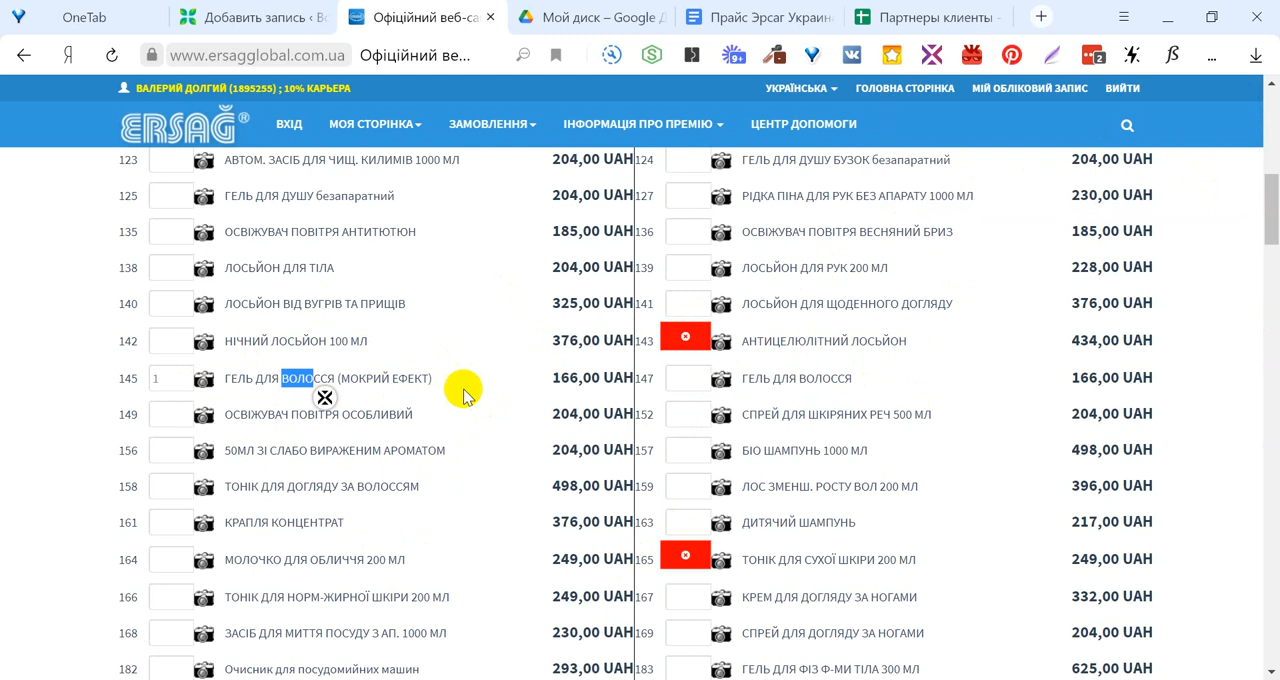 OneTab
Добавить запись ‹ Вс
Офіційний веб-са
Мой диск – Google Д
Прайс Эрсаг Украин
Партнеры клиенты -
www.ersagglobal.com.ua Офіційний ве...
9+
2
ВАЛЕРИЙ ДОЛГИЙ (1895255) ; 10% КАРЬЕРА
УКРАЇНСЬКА ГОЛОВНА СТОРІНКА МІЙ ОБЛІКОВИЙ ЗАПИС ВИЙТИ
ERSAĞ®
ВХІД МОЯ СТОРІНКА ЗАМОВЛЕННЯ ІНФОРМАЦІЯ ПРО ПРЕМІЮ ЦЕНТР ДОПОМОГИ
123 АВТОМ. ЗАСІБ ДЛЯ ЧИЩ. КИЛИМІВ 1000 МЛ 204,00 UAH 124 ГЕЛЬ ДЛЯ ДУШУ БУЗОК безапаратний 204,00 UAH
125 ГЕЛЬ ДЛЯ ДУШУ безапаратний 204,00 UAH 127 РІДКА ПІНА ДЛЯ РУК БЕЗ АПАРАТУ 1000 МЛ 230,00 UAH
135 ОСВІЖУВАЧ ПОВІТРЯ АНТИТЮТЮН 185,00 UAH 136 ОСВІЖУВАЧ ПОВІТРЯ ВЕСНЯНИЙ БРИЗ 185,00 UAH
138 ЛОСЬЙОН ДЛЯ ТІЛА 204,00 UAH 139 ЛОСЬЙОН ДЛЯ РУК 200 МЛ 228,00 UAH
140 ЛОСЬЙОН ВІД ВУГРІВ ТА ПРИЩІВ 325,00 UAH 141 ЛОСЬЙОН ДЛЯ ЩОДЕННОГО ДОГЛЯДУ 376,00 UAH
142 НІЧНИЙ ЛОСЬЙОН 100 МЛ 376,00 UAH 143 АНТИЦЕЛЮЛІТНИЙ ЛОСЬЙОН 434,00 UAH
145 1 ГЕЛЬ ДЛЯ ВОЛОССЯ (МОКРИЙ ЕФЕКТ) 166,00 UAH 147 ГЕЛЬ ДЛЯ ВОЛОССЯ 166,00 UAH
149 ОСВІЖУВАЧ ПОВІТРЯ ОСОБЛИВИЙ 204,00 UAH 152 СПРЕЙ ДЛЯ ШКІРЯНИХ РЕЧ 500 МЛ 204,00 UAH
156 50МЛ ЗІ СЛАБО ВИРАЖЕНИМ АРОМАТОМ 204,00 UAH 157 БІО ШАМПУНЬ 1000 МЛ 498,00 UAH
158 ТОНІК ДЛЯ ДОГЛЯДУ ЗА ВОЛОССЯМ 498,00 UAH 159 ЛОС ЗМЕНШ. РОСТУ ВОЛ 200 МЛ 396,00 UAH
161 КРАПЛЯ КОНЦЕНТРАТ 376,00 UAH 163 ДИТЯЧИЙ ШАМПУНЬ 217,00 UAH
164 МОЛОЧКО ДЛЯ ОБЛИЧЧЯ 200 МЛ 249,00 UAH 165 ТОНІК ДЛЯ СУХОЇ ШКІРИ 200 МЛ 249,00 UAH
166 ТОНІК ДЛЯ НОРМ-ЖИРНОЇ ШКІРИ 200 МЛ 249,00 UAH 167 КРЕМ ДЛЯ ДОГЛЯДУ ЗА НОГАМИ 332,00 UAH
168 ЗАСІБ ДЛЯ МИТТЯ ПОСУДУ З АП. 1000 МЛ 230,00 UAH 169 СПРЕЙ ДЛЯ ДОГЛЯДУ ЗА НОГАМИ 204,00 UAH
182 Очисник для посудомийних машин 293,00 UAH 183 ГЕЛЬ ДЛЯ ФІЗ Ф-МИ ТІЛА 300 МЛ 625,00 UAH